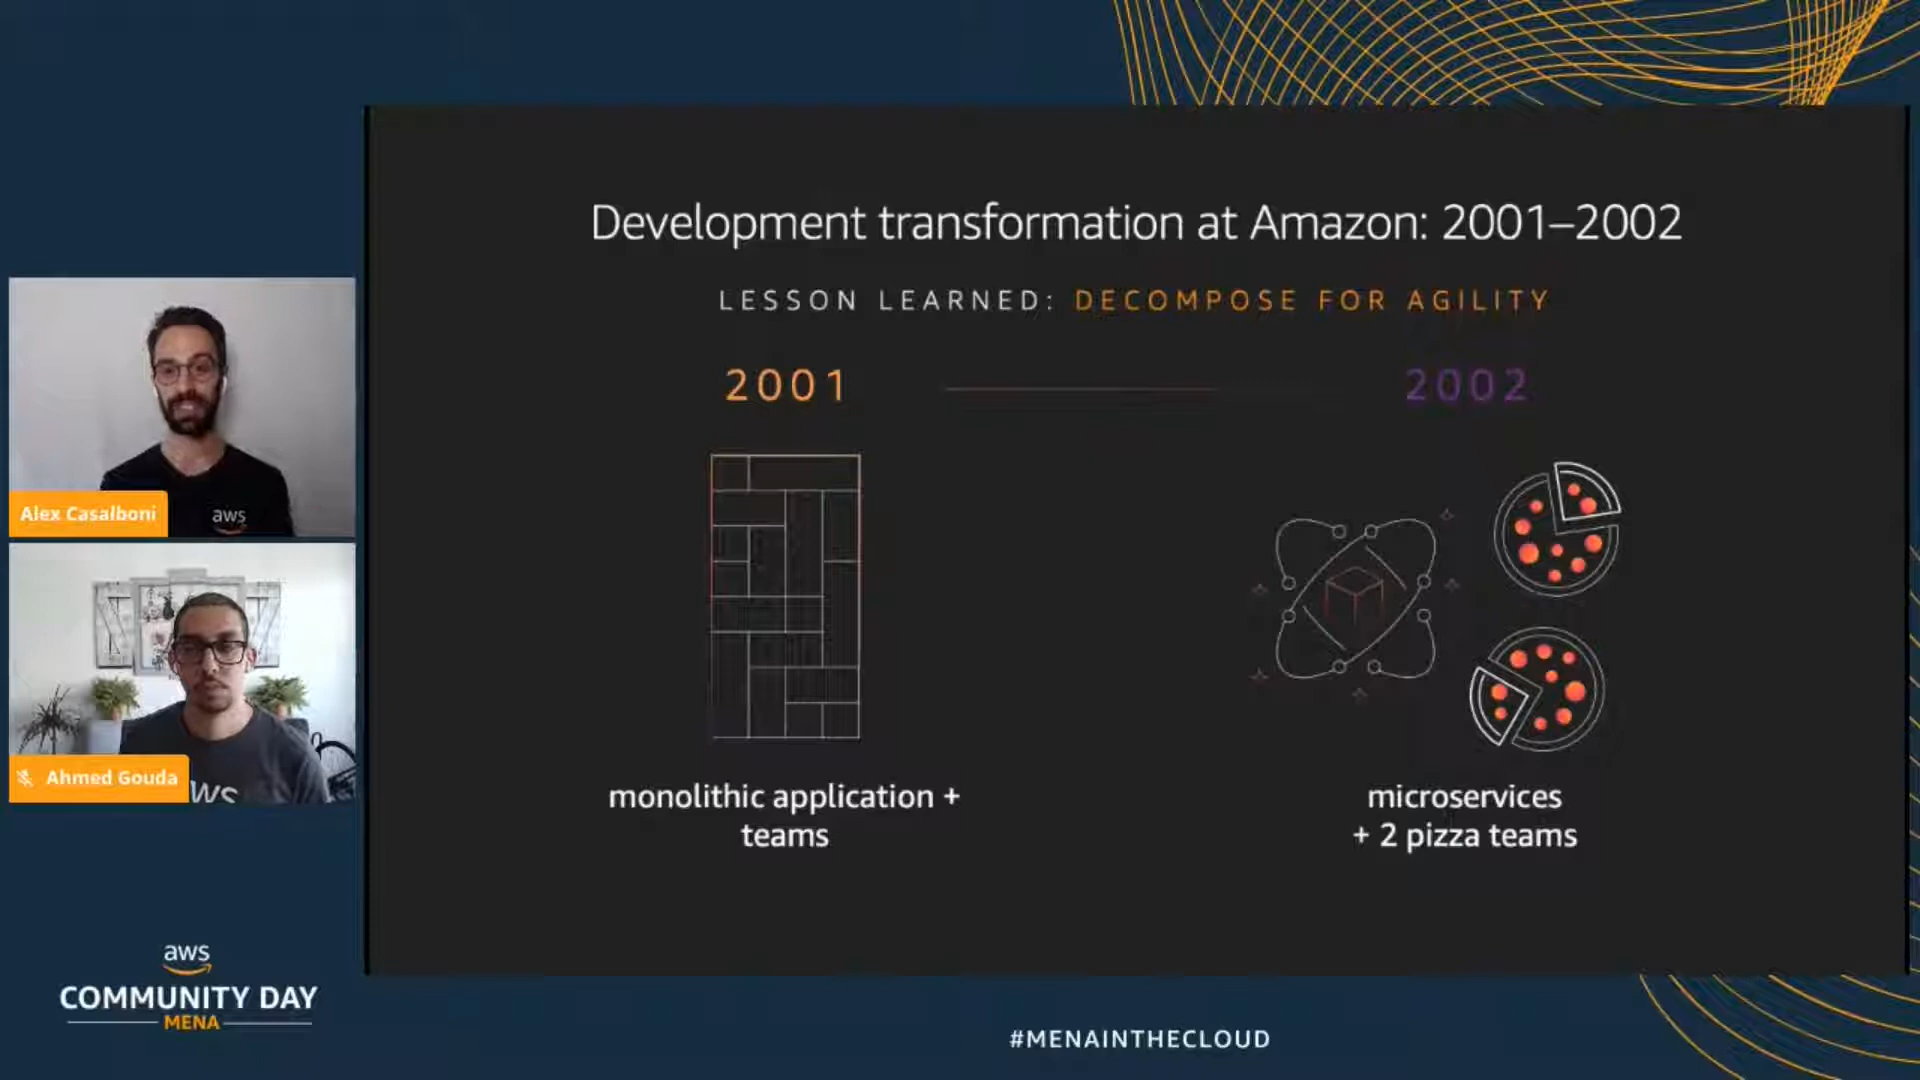 Development transformation at Amazon: 2001–2002
LESSON LEARNED: DECOMPOSE FOR AGILITY
2001
2002
monolithic application +
teams
microservices
+ 2 pizza teams
aws
Alex Casalboni
ws
Ahmed Gouda
aws
COMMUNITY DAY
MENA
#MENAINTHECLOUD